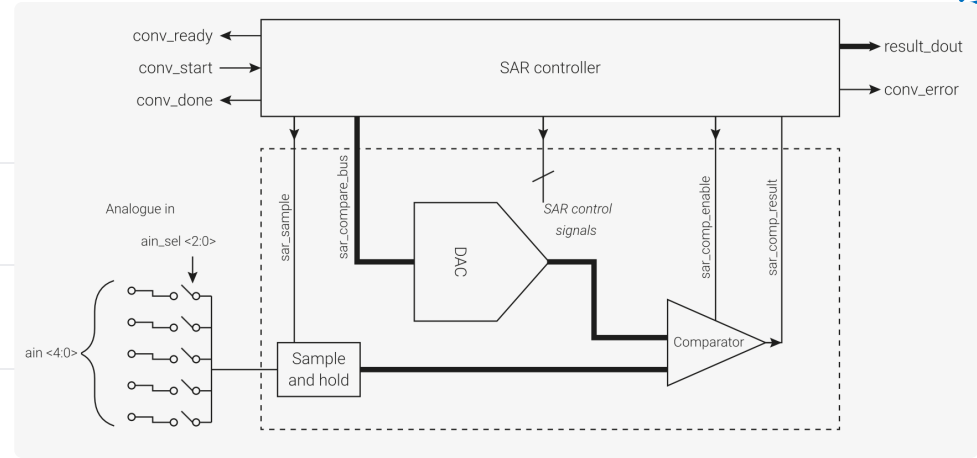 conv_ready
conv_start
conv_done
SAR controller
result_dout
conv_error
sar_sample
sar_compare_bus
SAR control
signals
sar_comp_enable
sar_comp_result
Analogue in
ain_sel <2:0>
DAC
ain <4:0>
Sample
and hold
Comparator